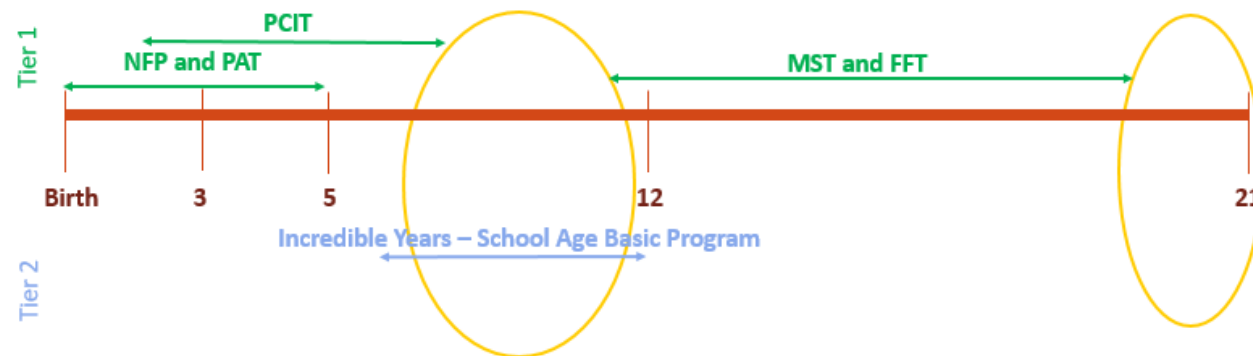 Tier 1
PCIT
NFP and PAT
MST and FFT
Birth
3
5
12
21
Incredible Years – School Age Basic Program
Tier 2